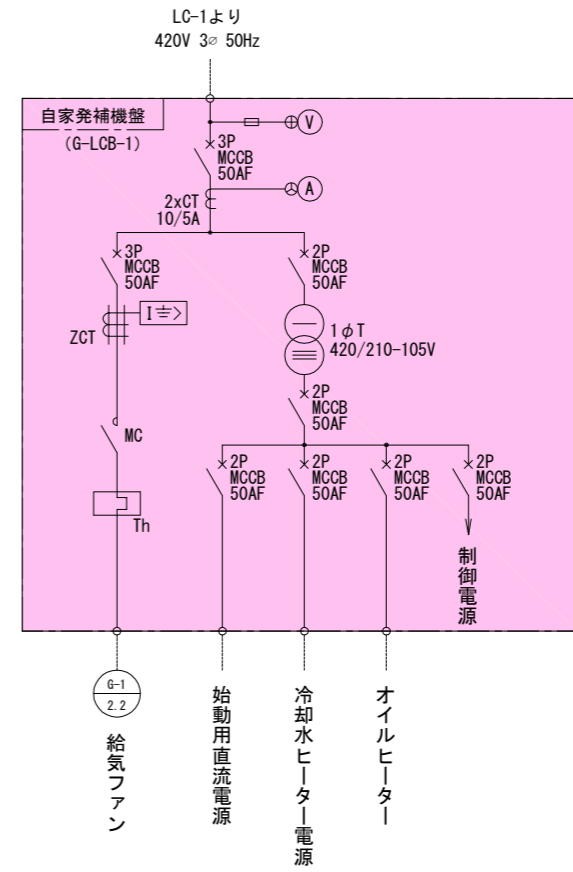 LC-1より
420V 3∅ 50Hz
自家発補機盤
(G-LCB-1)
V
3P
MCCB
50AF
A
2xCT
10/5A
3P
MCCB
50AF
2P
MCCB
50AF
I
ZCT
1φT
420/210-105V
2P
MCCB
50AF
MC
2P
MCCB
50AF
2P
MCCB
50AF
2P
MCCB
50AF
2P
MCCB
50AF
Th
制御電源
G-1
2.2
給気ファン
始動用直流電源
冷却水ヒーター電源
オイルヒーター